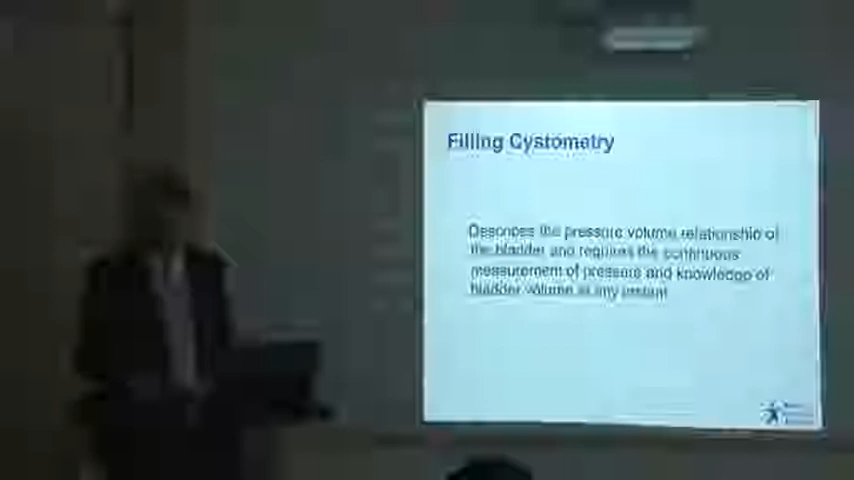 Filling Cystometry
Describes the pressure volume relationship of
the bladder and requires the continuous
measurement of pressure and knowledge of
bladder volume at any instant